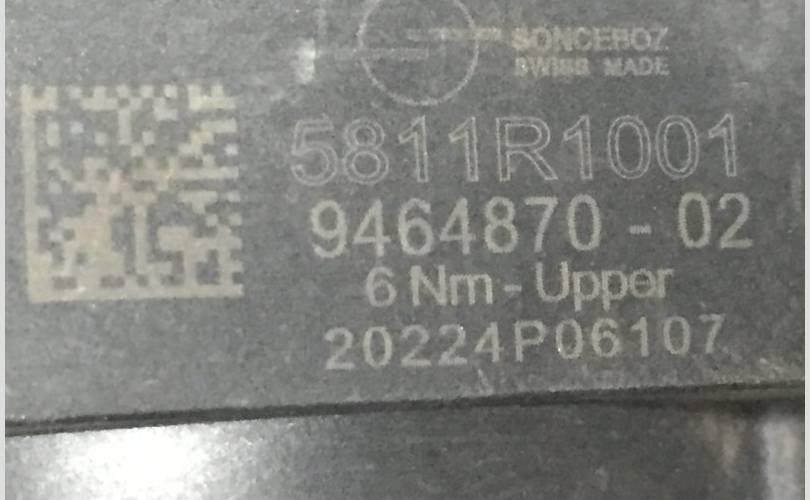 SONCEBOZ
SWISS MADE
5811R1001
9464870 - 02
6 Nm - Upper
20224P06107